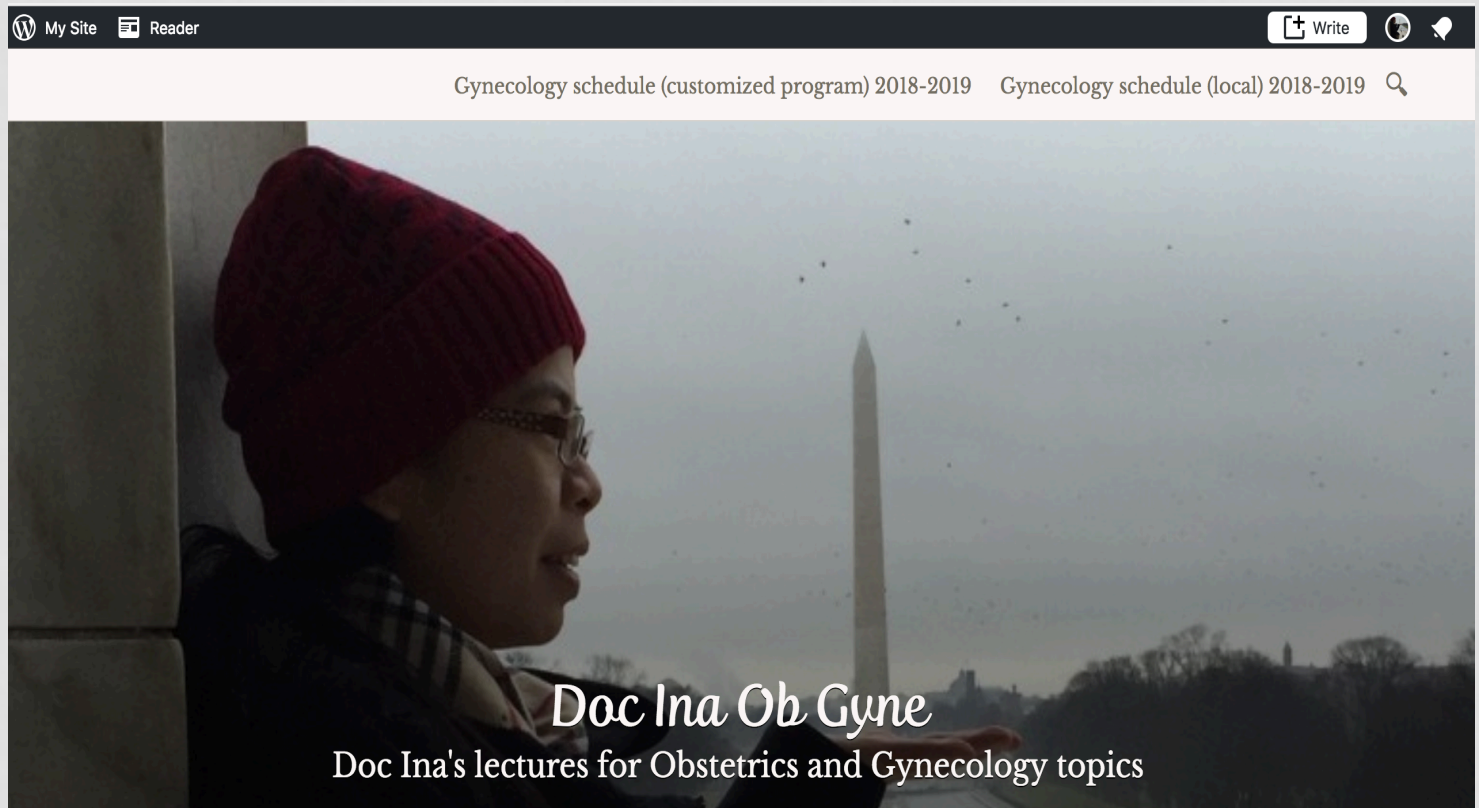 My Site Reader Write
Gynecology schedule (customized program) 2018-2019 Gynecology schedule (local) 2018-2019
Doc Ina Ob Gyne
Doc Ina's lectures for Obstetrics and Gynecology topics